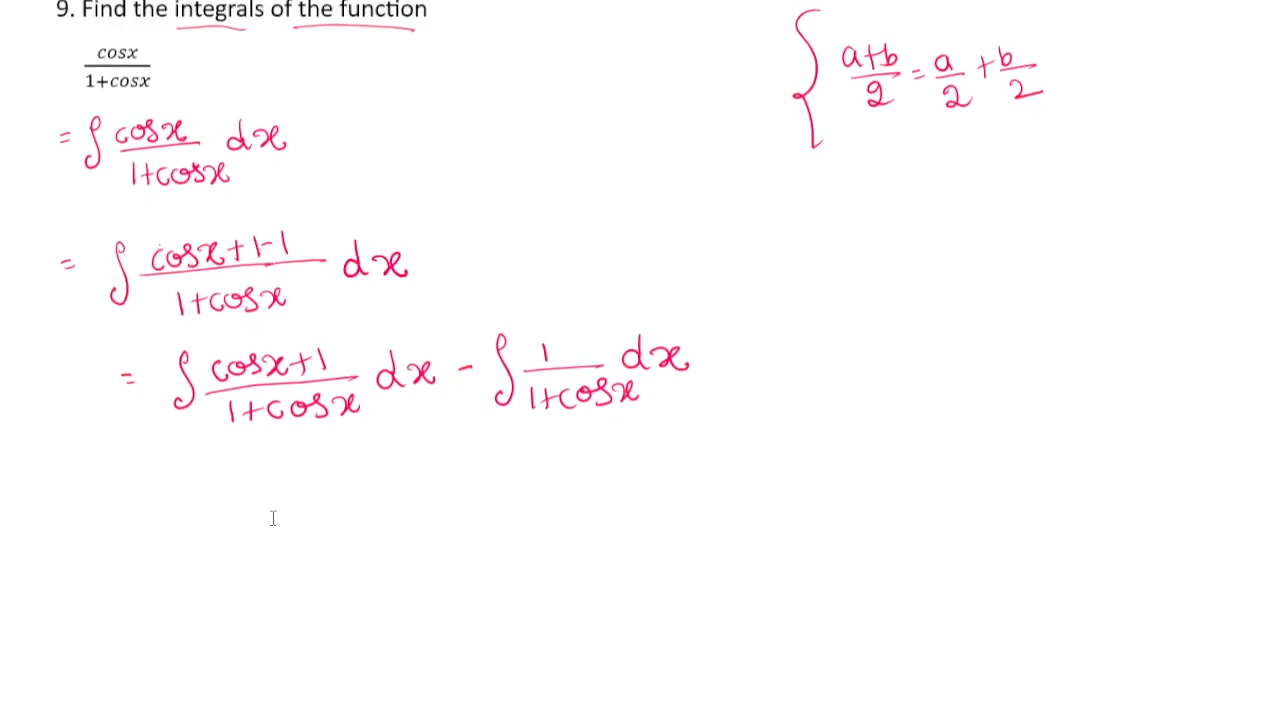 9. Find the integrals of the function
cosx
1+cosx
{ a+b/2 = a/2 + b/2
= ∫ cosx/1+cosx dx
= ∫ cosx+1-1/1+cosx dx
= ∫ cosx+1/1+cosx dx - ∫ 1/1+cosx dx